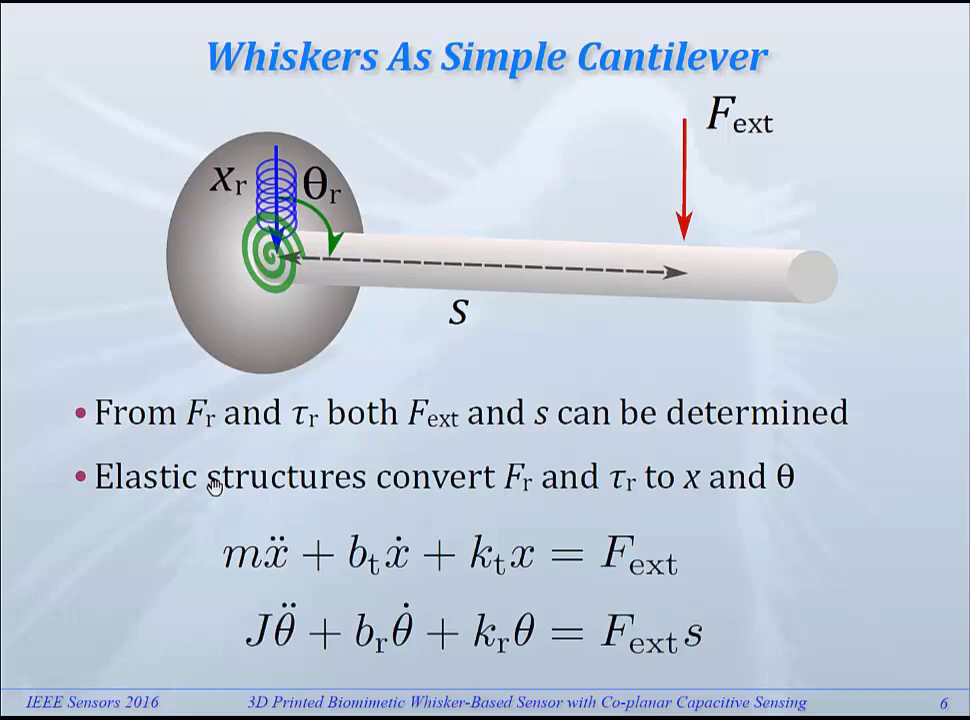 Whiskers As Simple Cantilever
F_ext
x_r θ_r
s
• From F_r and τ_r both F_ext and s can be determined
• Elastic structures convert F_r and τ_r to x and θ
mẍ + b_t ẋ + k_t x = F_ext
Jθ̈ + b_r θ̇ + k_r θ = F_ext s
IEEE Sensors 2016 3D Printed Biomimetic Whisker-Based Sensor with Co-planar Capacitive Sensing 6